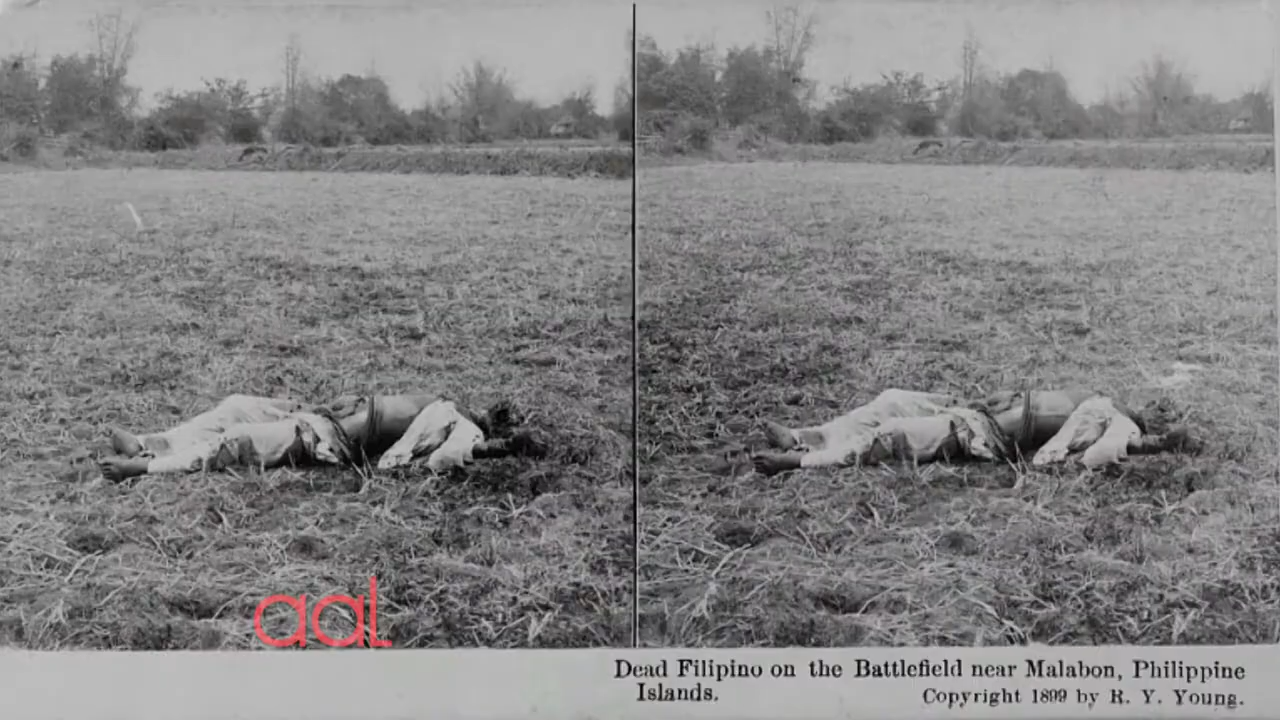 aal
Dead Filipino on the Battlefield near Malabon, Philippine
Islands.
Copyright 1899 by R. Y. Young.